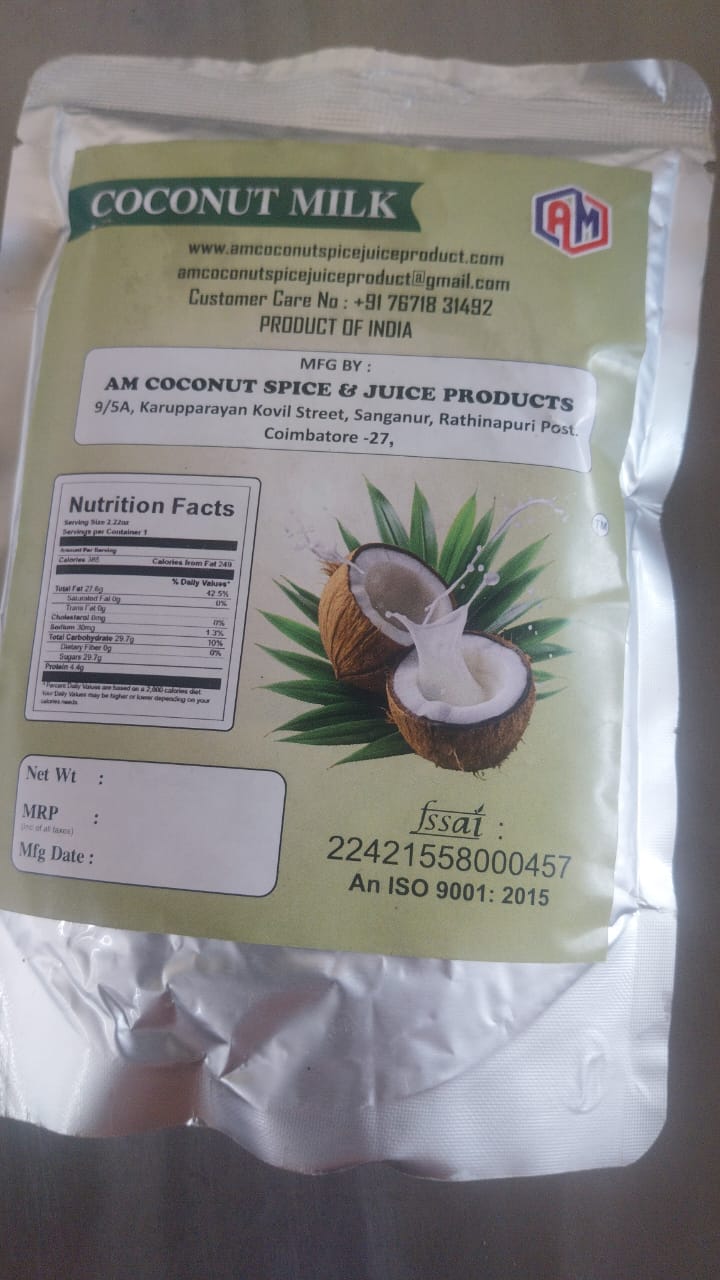 COCONUT MILK
AM
www.amcoconutspicejuiceproduct.com
amcoconutspicejuiceproduct@gmail.com
Customer Care No : +91 76718 31492
PRODUCT OF INDIA
MFG BY :
AM COCONUT SPICE & JUICE PRODUCTS
9/5A, Karupparayan Kovil Street, Sanganur, Rathinapuri Post.
Coimbatore -27,
TM
Nutrition Facts
Serving Size 2.22oz
Servings per Container 1
Amount Per Serving
Calories 385 Calories from Fat 249
% Daily Values*
Total Fat 27.6g 42.5%
Saturated Fat 0g 0%
Trans Fat 0g
Cholesterol 0mg 0%
Sodium 30mg 1.3%
Total Carbohydrate 29.7g 10%
Dietary Fiber 0g 0%
Sugars 29.7g
Protein 4.4g
* Percent Daily Values are based on a 2,000 calories diet.
Your Daily Values may be higher or lower depending on your
calories needs.
Net Wt :
MRP :
(inc of all taxes)
Mfg Date :
fssai :
22421558000457
An ISO 9001: 2015